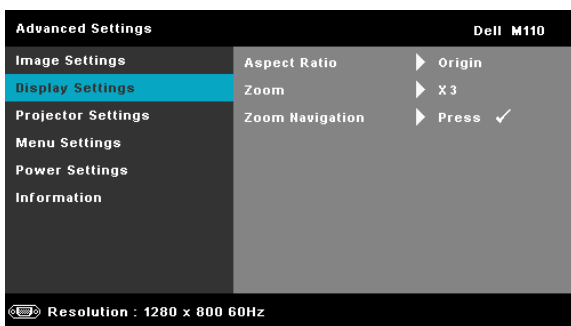 Advanced Settings Dell M110
Image Settings
Display Settings
Projector Settings
Menu Settings
Power Settings
Information
Aspect Ratio Origin
Zoom X3
Zoom Navigation Press ✓
Resolution : 1280 x 800 60Hz